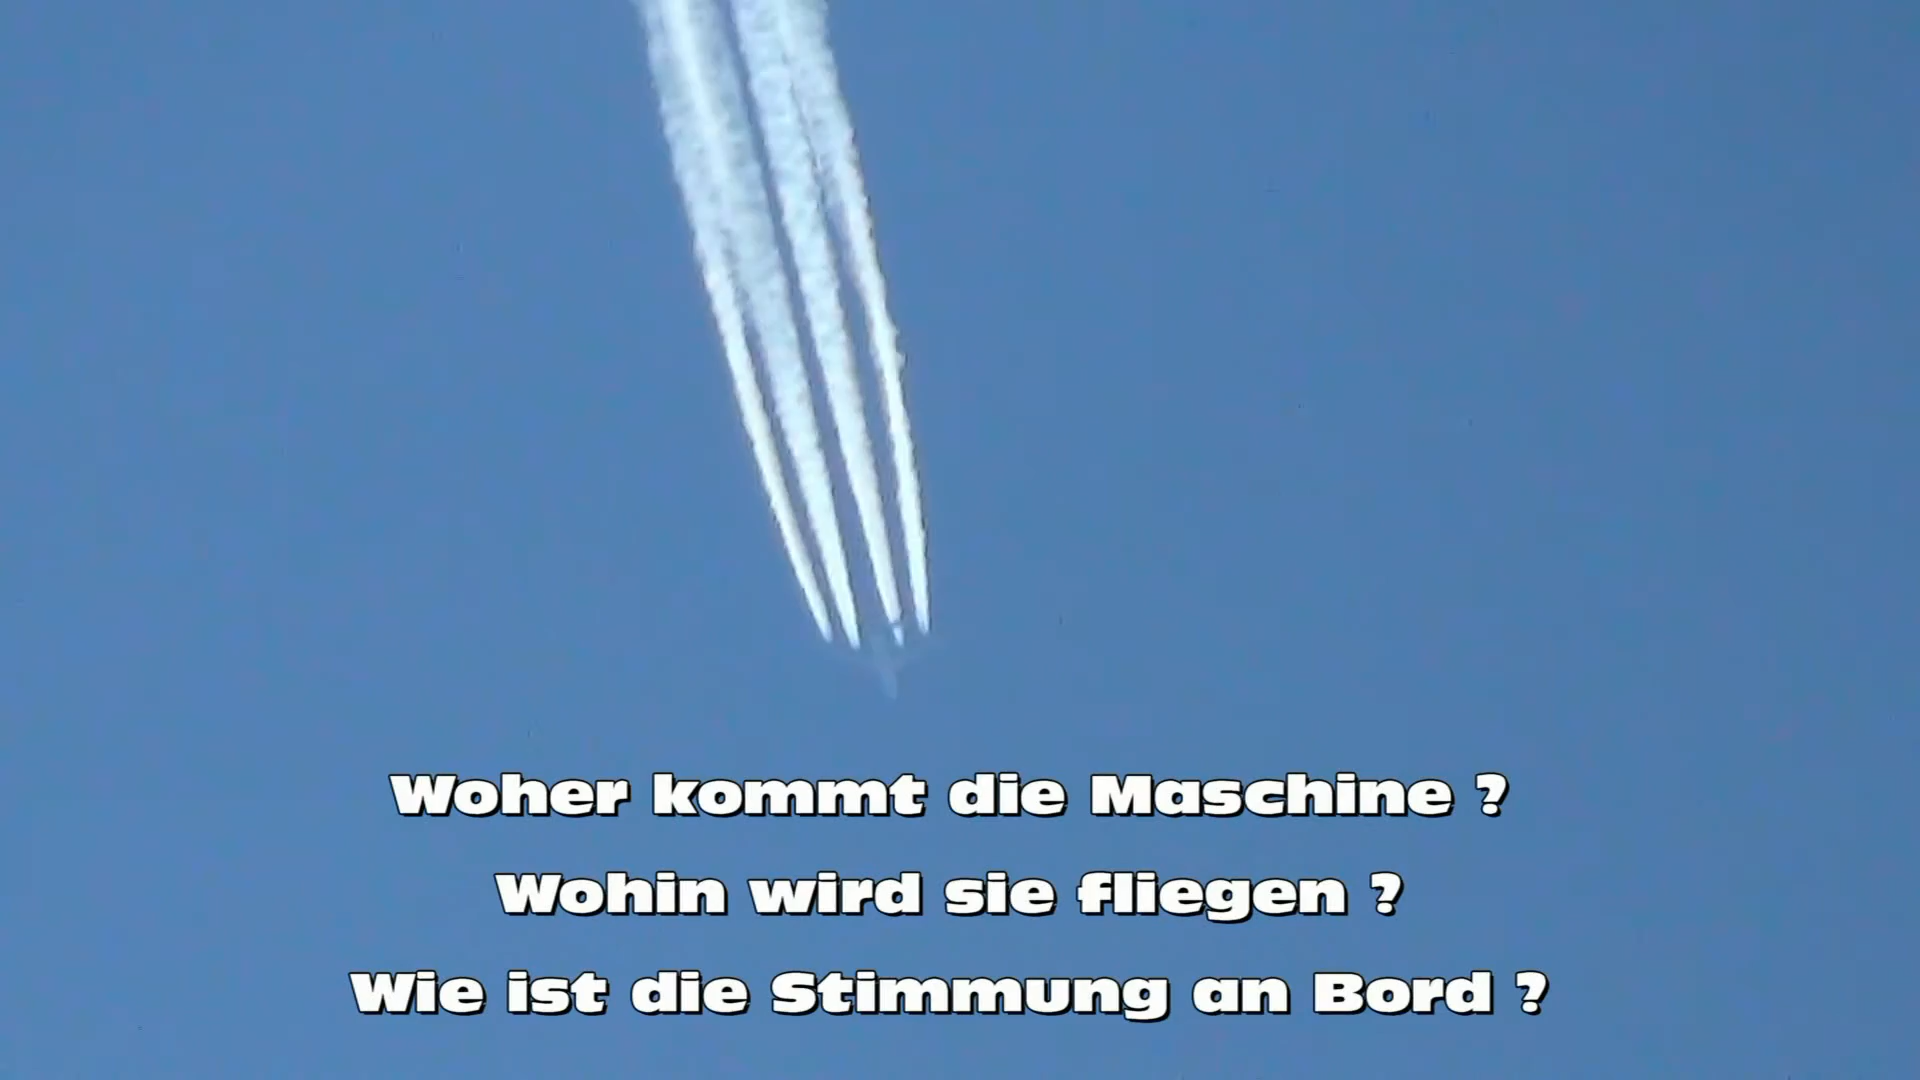 Woher kommt die Maschine ?
Wohin wird sie fliegen ?
Wie ist die Stimmung an Bord ?